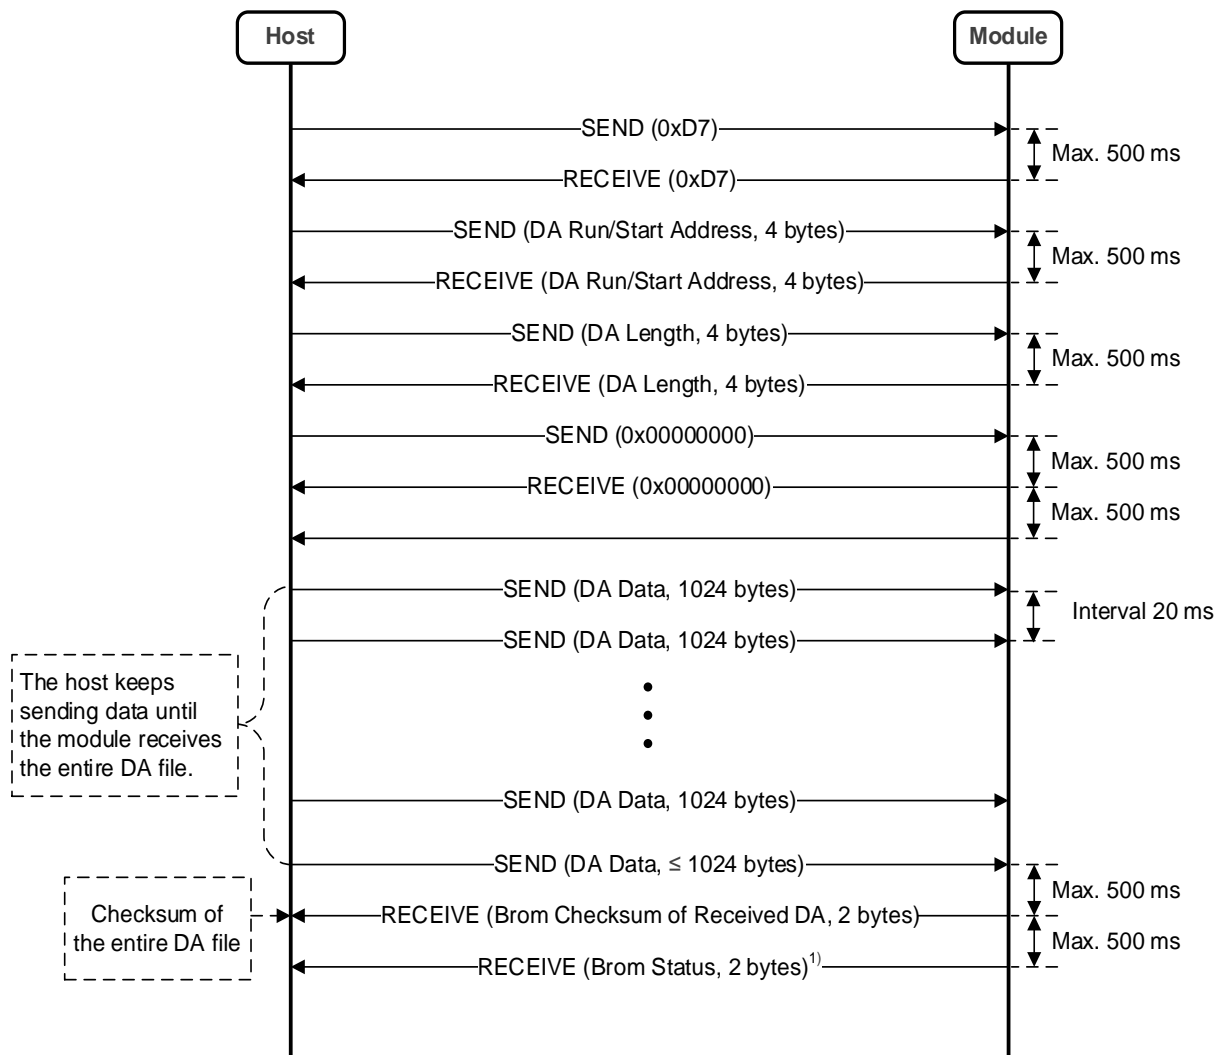 Host
Module
SEND (0xD7)
Max. 500 ms
RECEIVE (0xD7)
SEND (DA Run/Start Address, 4 bytes)
Max. 500 ms
RECEIVE (DA Run/Start Address, 4 bytes)
SEND (DA Length, 4 bytes)
Max. 500 ms
RECEIVE (DA Length, 4 bytes)
SEND (0x00000000)
Max. 500 ms
RECEIVE (0x00000000)
Max. 500 ms
SEND (DA Data, 1024 bytes)
Interval 20 ms
SEND (DA Data, 1024 bytes)
The host keeps
sending data until
the module receives
the entire DA file.
SEND (DA Data, 1024 bytes)
SEND (DA Data, ≤ 1024 bytes)
Max. 500 ms
Checksum of
the entire DA file
RECEIVE (Brom Checksum of Received DA, 2 bytes)
Max. 500 ms
RECEIVE (Brom Status, 2 bytes)1)